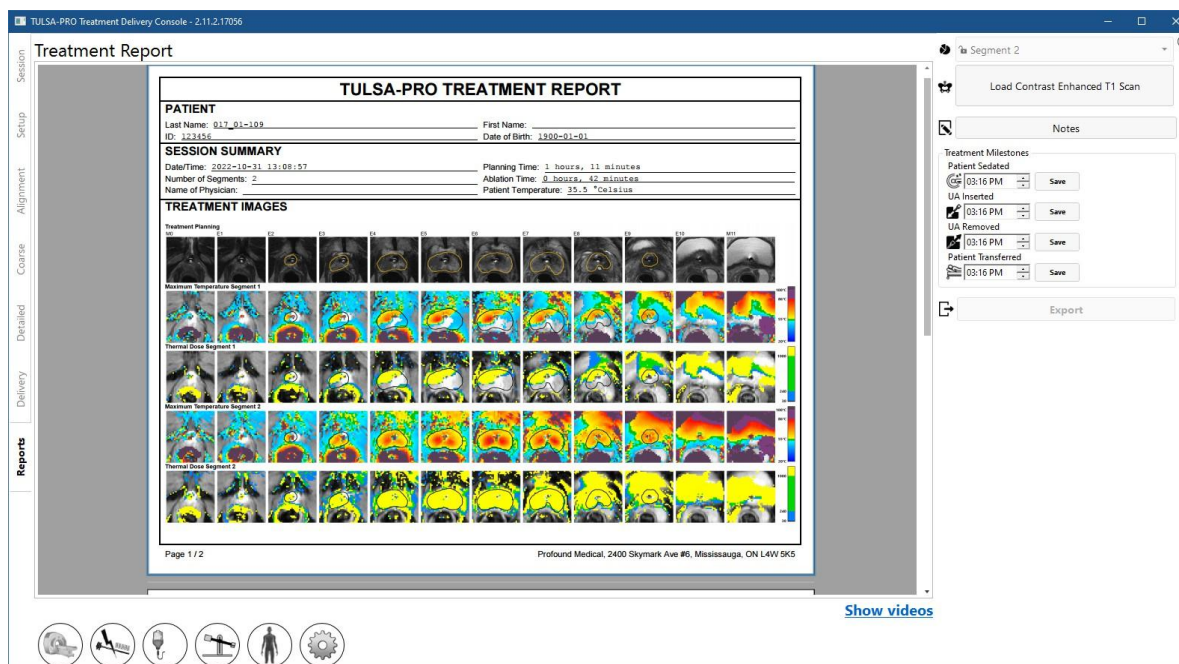 TULSA-PRO Treatment Delivery Console - 2.11.2.17056
Session
Setup
Alignment
Coarse
Detailed
Delivery
Reports
Treatment Report
TULSA-PRO TREATMENT REPORT
PATIENT
Last Name: 017_01-109 First Name:
ID: 123456 Date of Birth: 1900-01-01
SESSION SUMMARY
Date/Time: 2022-10-31 13:08:57 Planning Time: 1 hours, 11 minutes
Number of Segments: 2 Ablation Time: 0 hours, 42 minutes
Name of Physician: Patient Temperature: 35.5 °Celsius
TREATMENT IMAGES
Treatment Planning
M0 E1 E2 E3 E4 E5 E6 E7 E8 E9 E10 M11
Maximum Temperature Segment 1
Thermal Dose Segment 1
Maximum Temperature Segment 2
Thermal Dose Segment 2
Page 1 / 2 Profound Medical, 2400 Skymark Ave #6, Mississauga, ON L4W 5K5
Show videos
Segment 2
Load Contrast Enhanced T1 Scan
Notes
Treatment Milestones
Patient Sedated
03:16 PM Save
UA Inserted
03:16 PM Save
UA Removed
03:16 PM Save
Patient Transferred
03:16 PM Save
Export